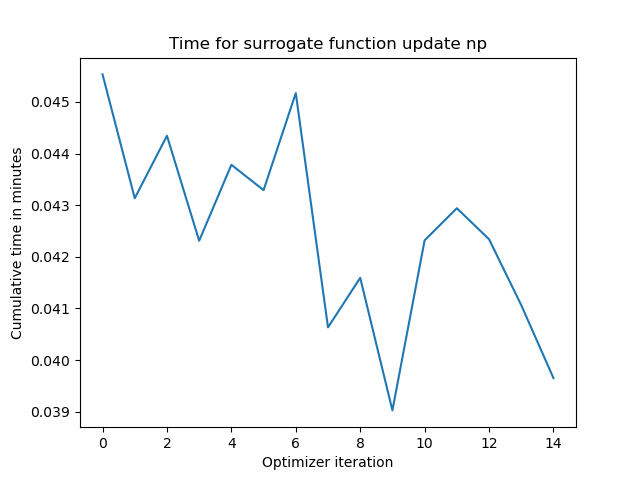 Time for surrogate function update np
Cumulative time in minutes
0.045
0.044
0.043
0.042
0.041
0.040
0.039
0 2 4 6 8 10 12 14
Optimizer iteration